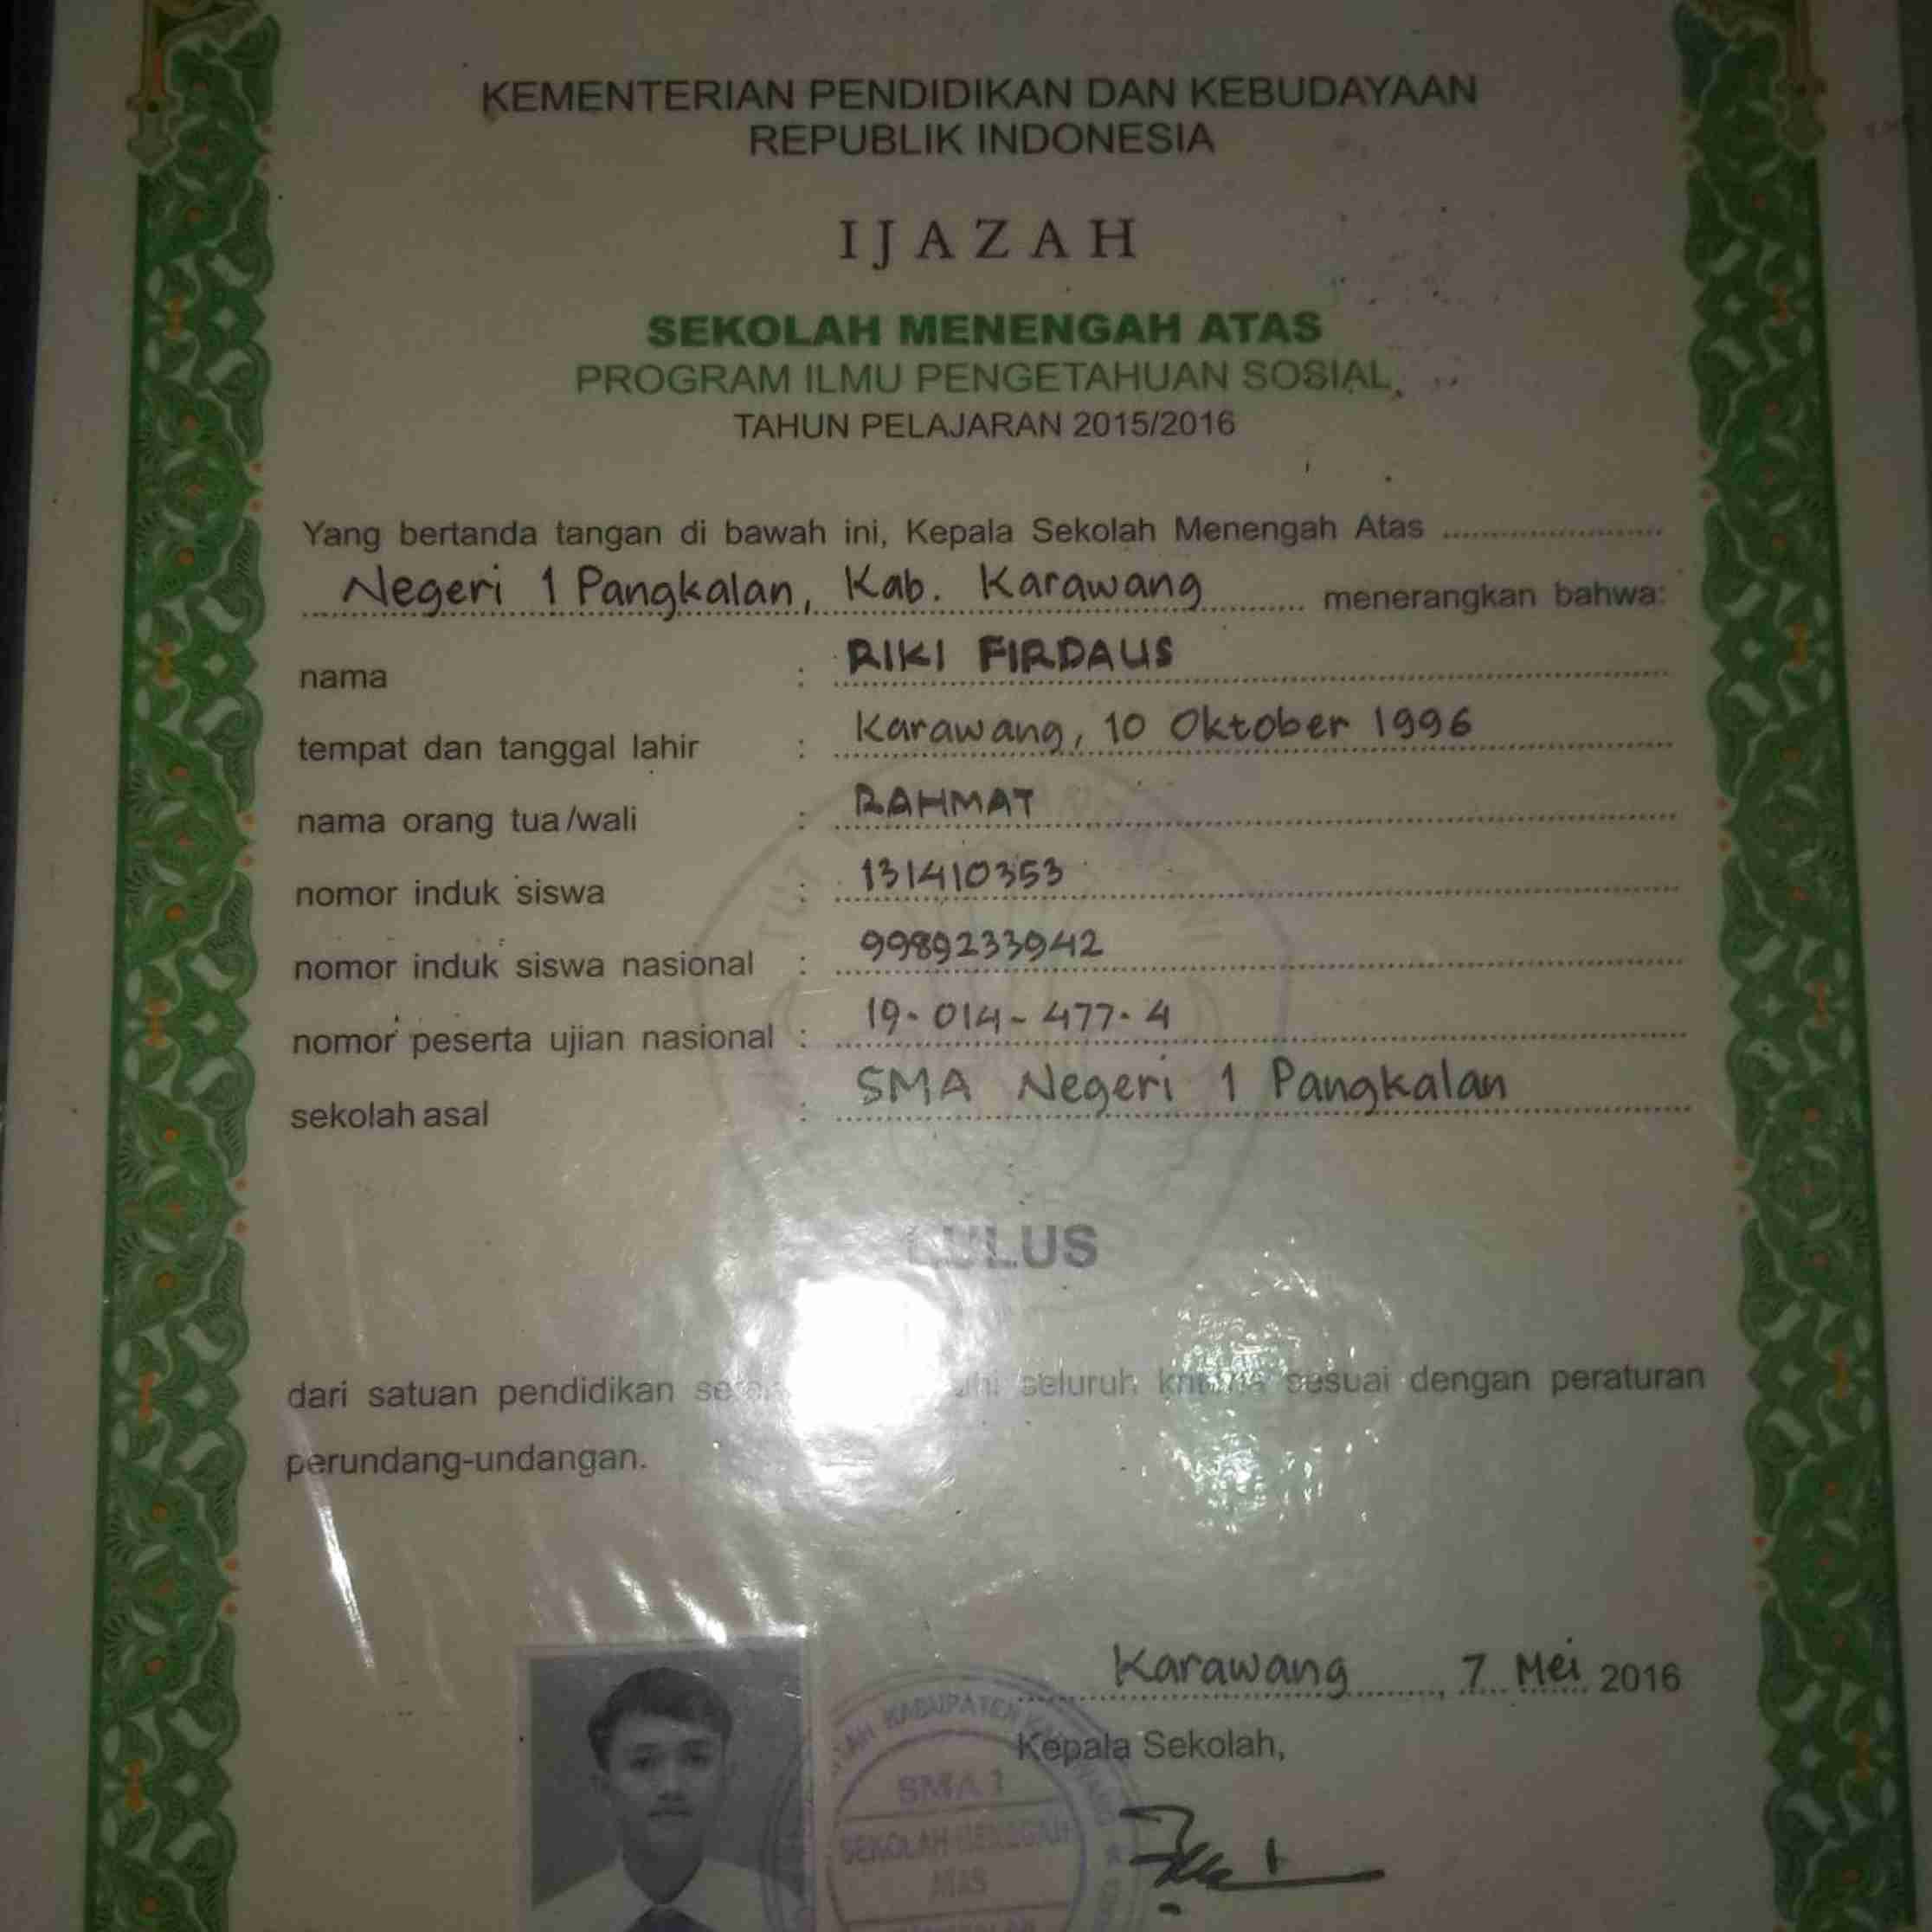 KEMENTERIAN PENDIDIKAN DAN KEBUDAYAAN
REPUBLIK INDONESIA
IJAZAH
SEKOLAH MENENGAH ATAS
PROGRAM ILMU PENGETAHUAN SOSIAL
TAHUN PELAJARAN 2015/2016
Yang bertanda tangan di bawah ini, Kepala Sekolah Menengah Atas
Negeri 1 Pangkalan, Kab. Karawang menerangkan bahwa:
nama : RIKI FIRDAUS
tempat dan tanggal lahir : Karawang, 10 Oktober 1996
nama orang tua/wali : RAHMAT
nomor induk siswa : 131410353
nomor induk siswa nasional : 9989233942
nomor peserta ujian nasional : 19-014-477-4
sekolah asal : SMA Negeri 1 Pangkalan
LULUS
dari satuan pendidikan seluruh kriteria sesuai dengan peraturan
perundang-undangan.
Karawang, 7 Mei 2016
Kepala Sekolah,
KABUPATEN
SMA 1
SEKOLAH MENENGAH
ATAS